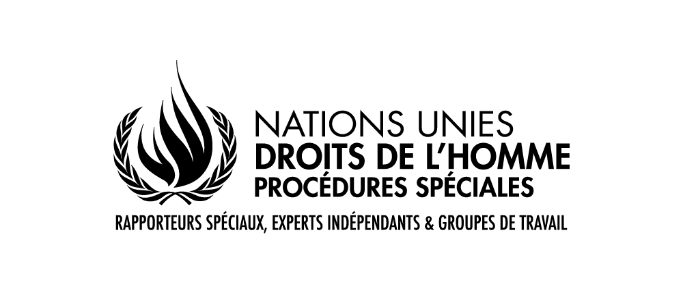 NATIONS UNIES
DROITS DE L'HOMME
PROCÉDURES SPÉCIALES
RAPPORTEURS SPÉCIAUX, EXPERTS INDÉPENDANTS & GROUPES DE TRAVAIL